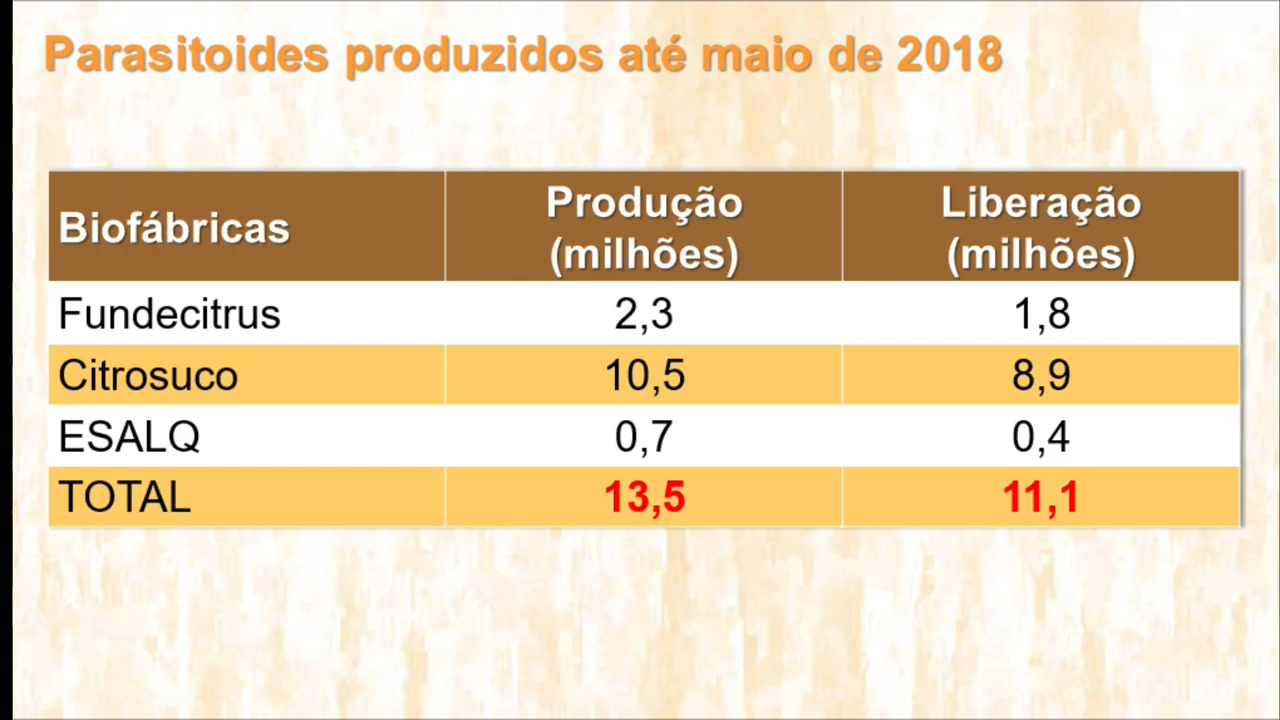 Parasitoides produzidos até maio de 2018
Biofábricas
Produção
(milhões)
Liberação
(milhões)
Fundecitrus 2,3 1,8
Citrosuco 10,5 8,9
ESALQ 0,7 0,4
TOTAL 13,5 11,1